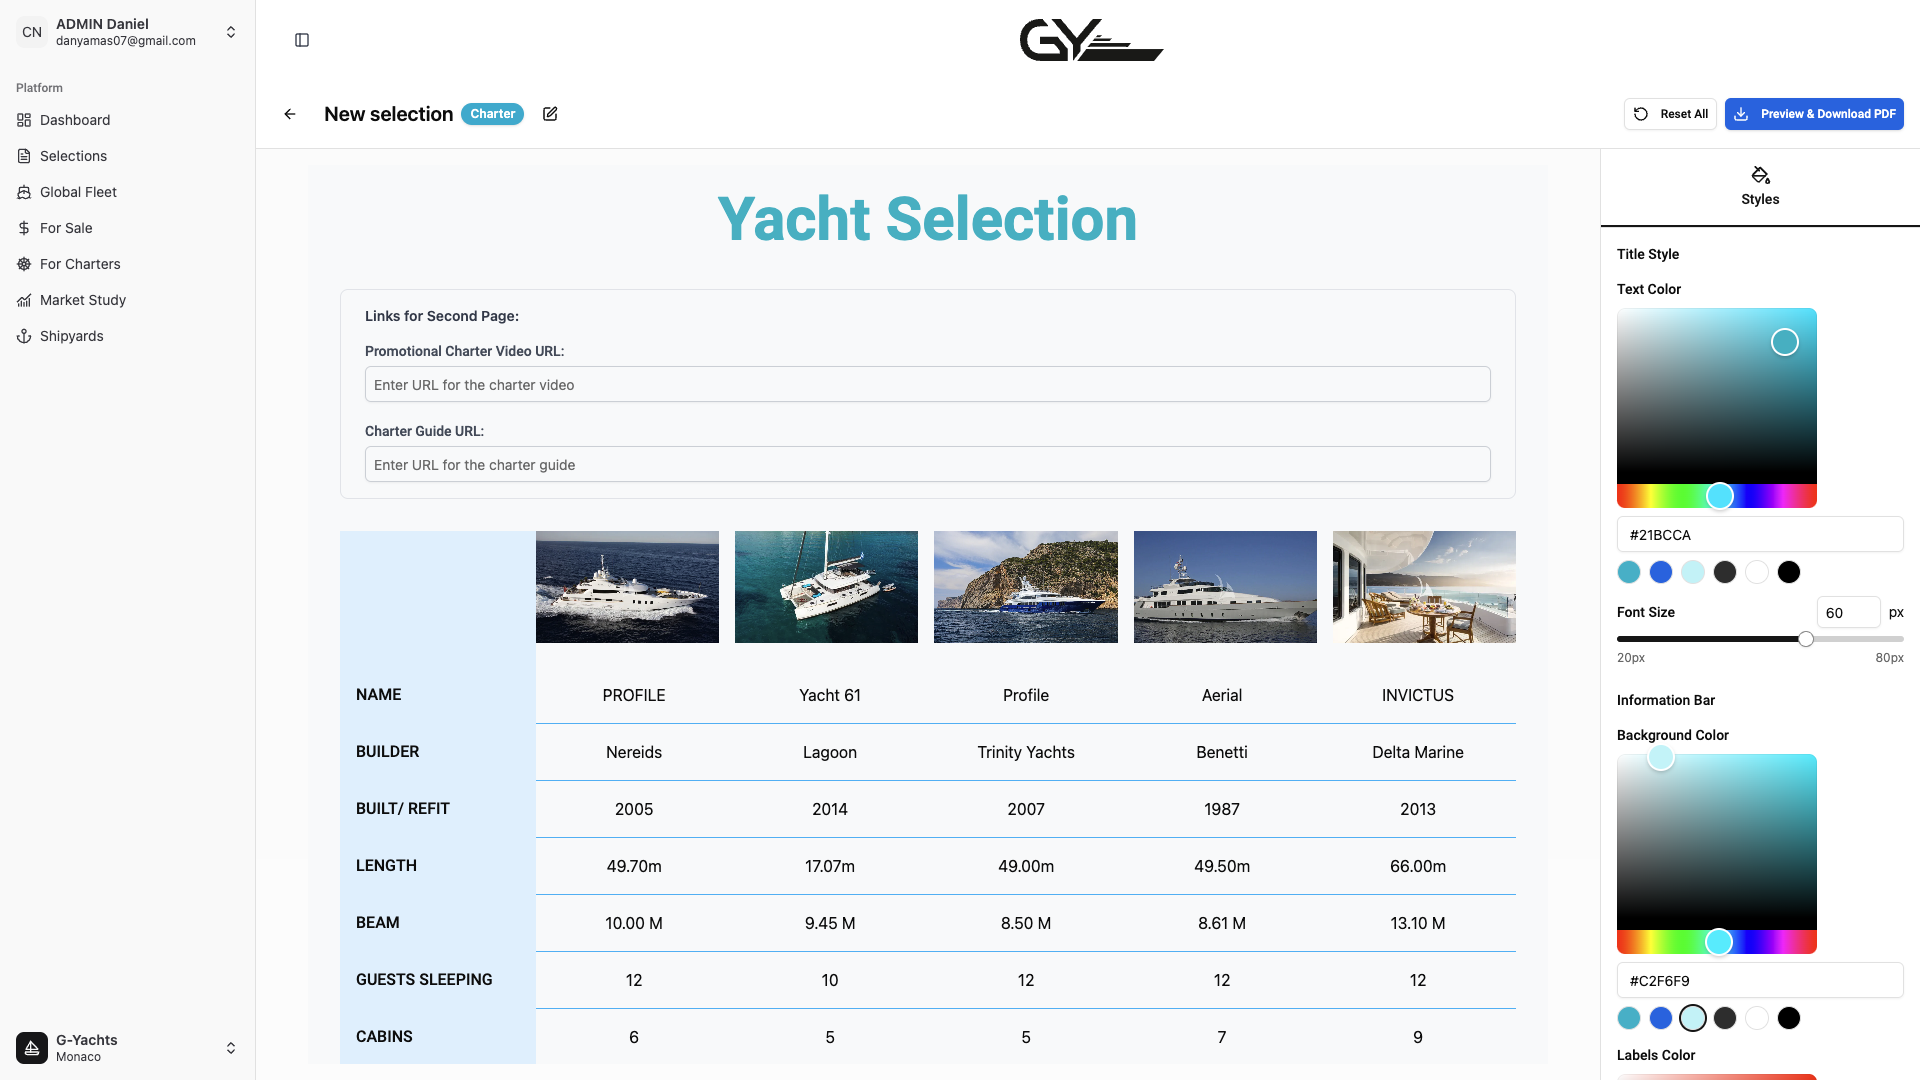 CN
ADMIN Daniel
danyamas07@gmail.com
Platform
Dashboard
Selections
Global Fleet
For Sale
For Charters
Market Study
Shipyards
G-Yachts
Monaco
GY
New selection
Charter
Reset All
Preview & Download PDF
Yacht Selection
Links for Second Page:
Promotional Charter Video URL:
Enter URL for the charter video
Charter Guide URL:
Enter URL for the charter guide
NAME PROFILE Yacht 61 Profile Aerial INVICTUS
BUILDER Nereids Lagoon Trinity Yachts Benetti Delta Marine
BUILT/ REFIT 2005 2014 2007 1987 2013
LENGTH 49.70m 17.07m 49.00m 49.50m 66.00m
BEAM 10.00 M 9.45 M 8.50 M 8.61 M 13.10 M
GUESTS SLEEPING 12 10 12 12 12
CABINS 6 5 5 7 9
Styles
Title Style
Text Color
#21BCCA
Font Size 60 px
20px 80px
Information Bar
Background Color
#C2F6F9
Labels Color